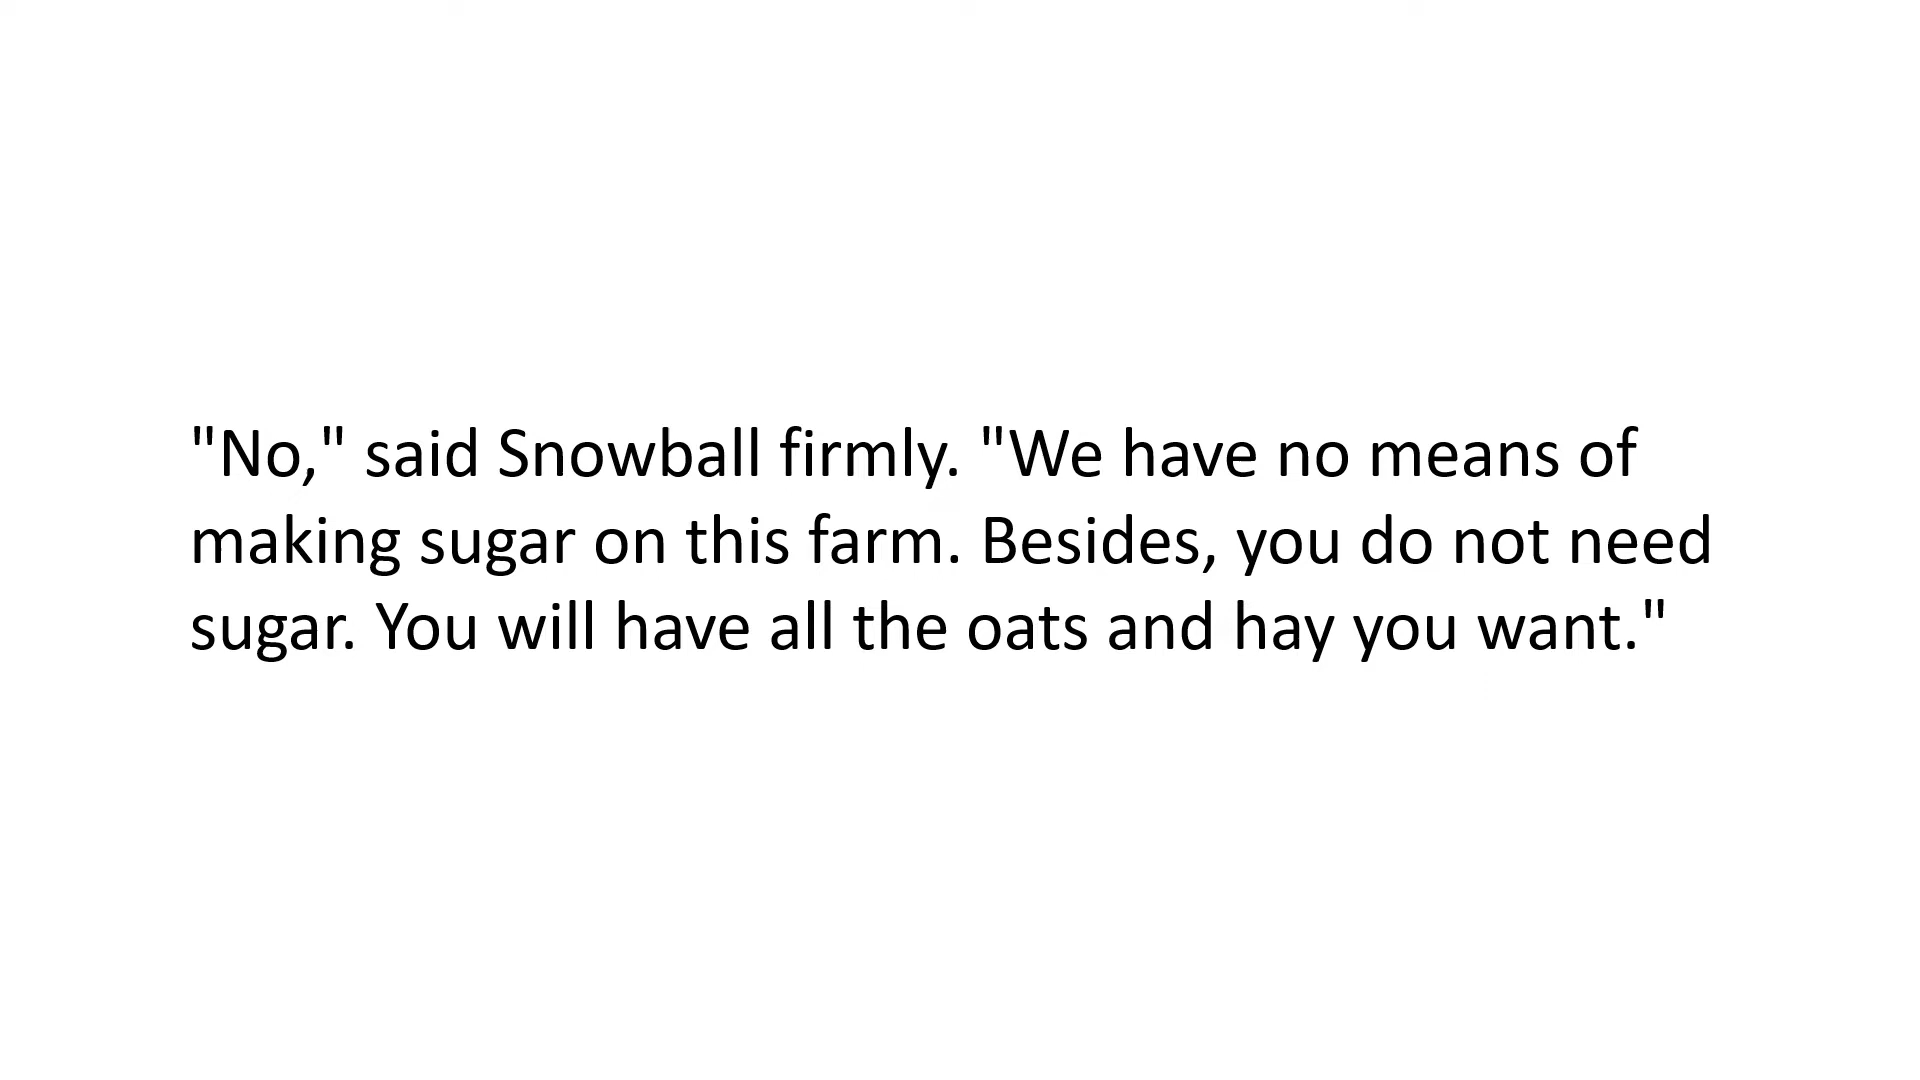 "No," said Snowball firmly. "We have no means of
making sugar on this farm. Besides, you do not need
sugar. You will have all the oats and hay you want."